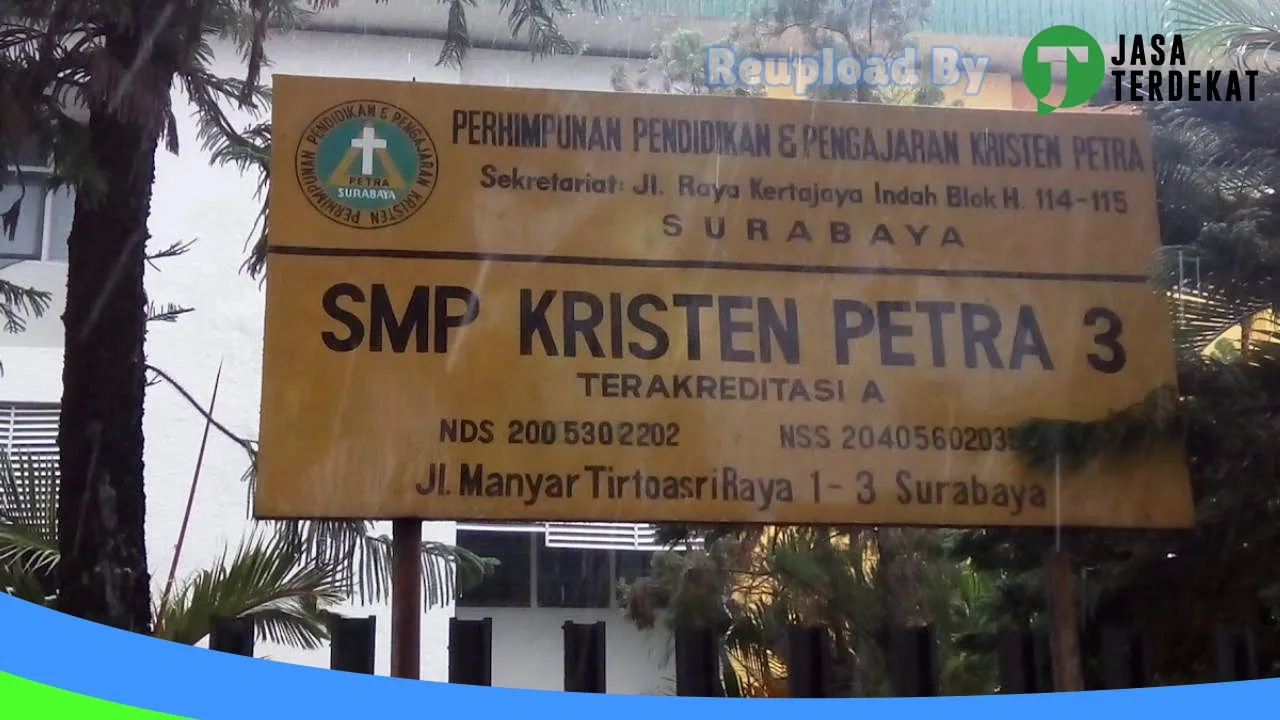 Reupload By
JASA
TERDEKAT
PERHIMPUNAN PENDIDIKAN & PENGAJARAN KRISTEN PETRA
PETRA
SURABAYA
PERHIMPUNAN PENDIDIKAN & PENGAJARAN KRISTEN PETRA
Sekretariat: Jl. Raya Kertajaya Indah Blok H. 114-115
SURABAYA
SMP KRISTEN PETRA 3
TERAKREDITASI A
NDS 2005302202
NSS
Jl. Manyar Tirtoasri Raya 1-3 Surabaya